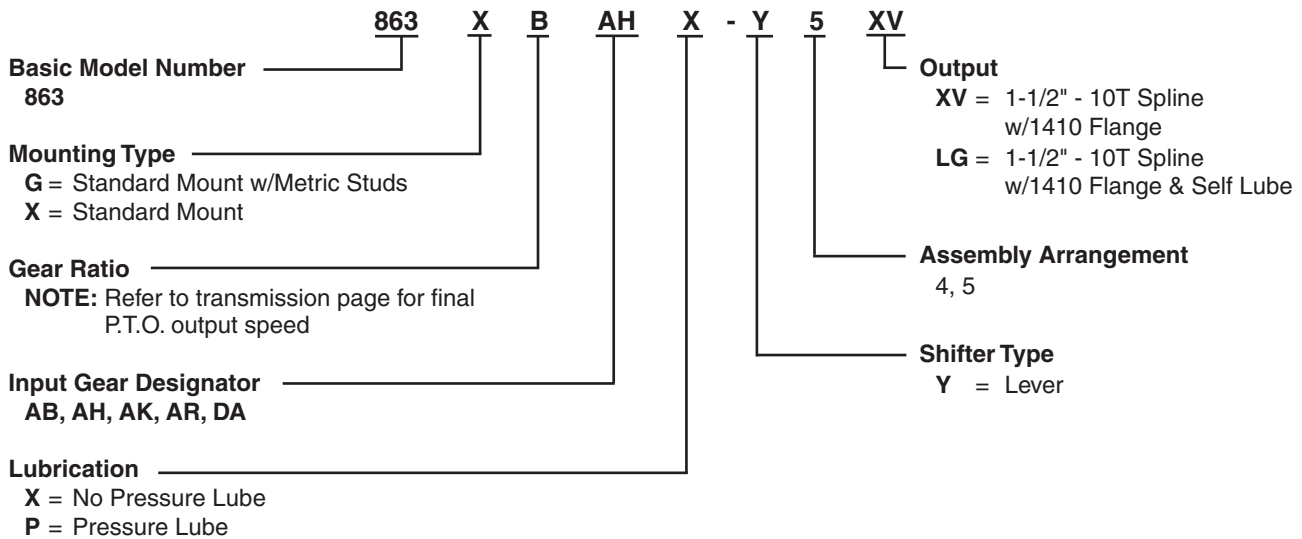 863 X B AH X - Y 5 XV
Basic Model Number
863
Mounting Type
G = Standard Mount w/Metric Studs
X = Standard Mount
Gear Ratio
NOTE: Refer to transmission page for final
P.T.O. output speed
Input Gear Designator
AB, AH, AK, AR, DA
Lubrication
X = No Pressure Lube
P = Pressure Lube
Output
XV = 1-1/2" - 10T Spline
w/1410 Flange
LG = 1-1/2" - 10T Spline
w/1410 Flange & Self Lube
Assembly Arrangement
4, 5
Shifter Type
Y = Lever